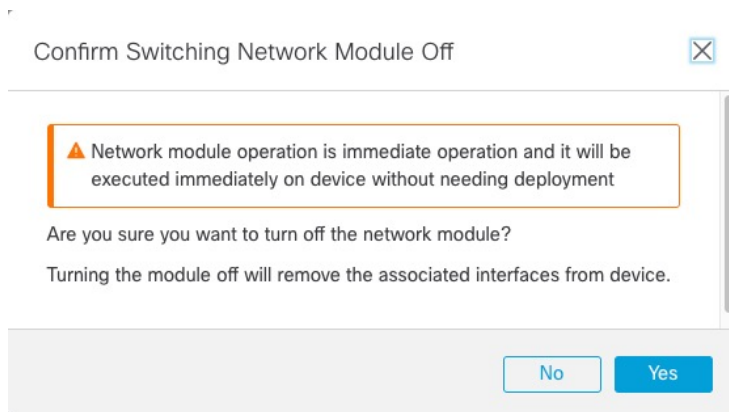 Confirm Switching Network Module Off
Network module operation is immediate operation and it will be
executed immediately on device without needing deployment
Are you sure you want to turn off the network module?
Turning the module off will remove the associated interfaces from device.
No
Yes